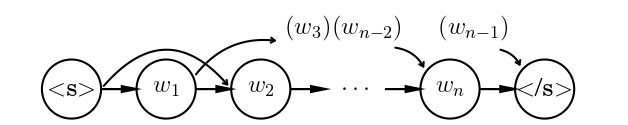 (w₃)(wₙ₋₂) (wₙ₋₁)
<s> w₁ w₂ ⋯ wₙ </s>